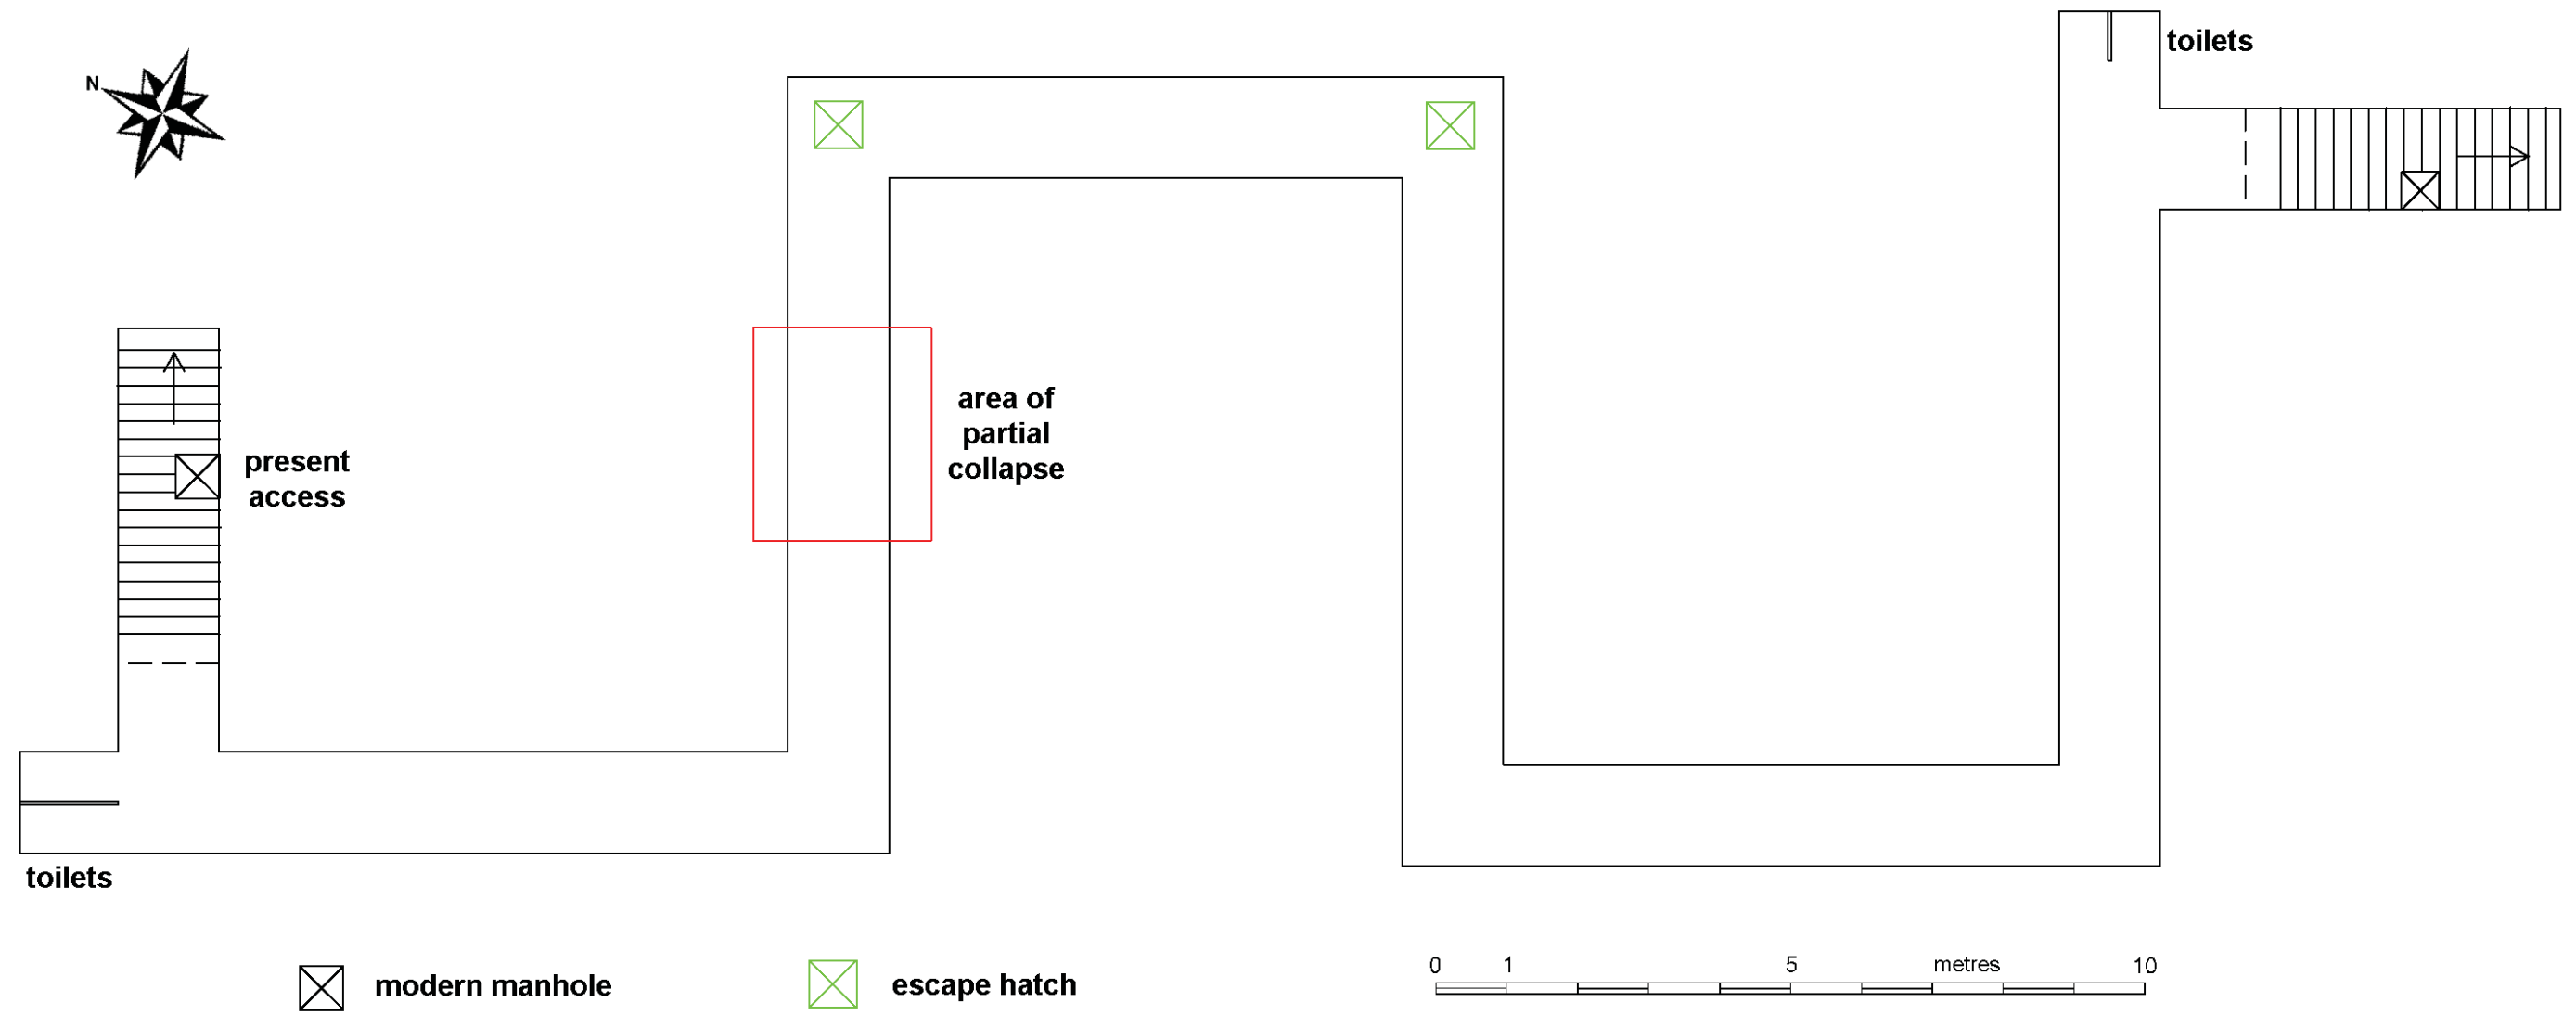 N
toilets
area of
partial
collapse
present
access
toilets
modern manhole
escape hatch
0 1 5 metres 10